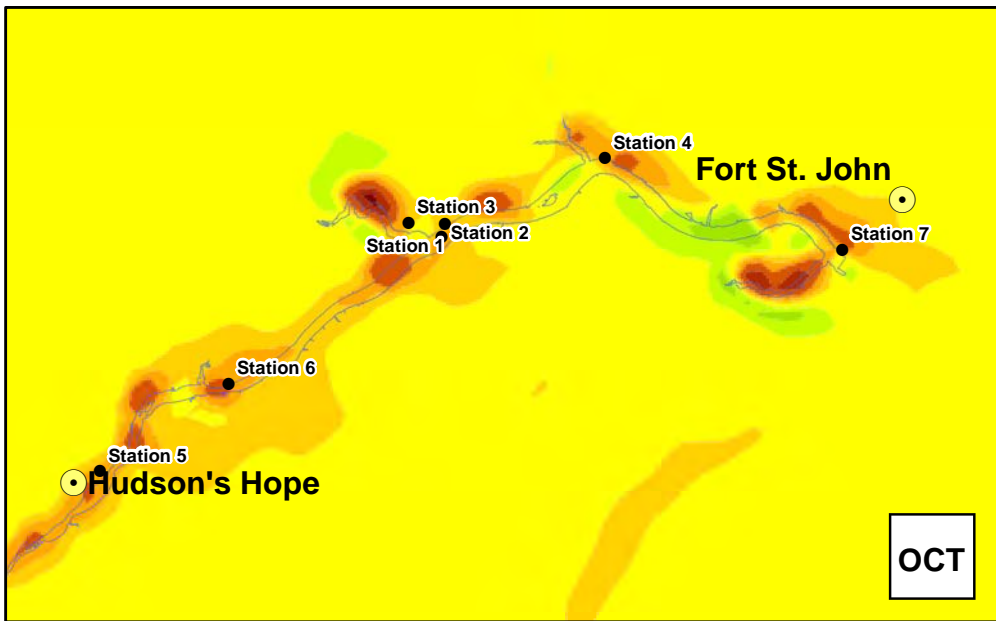 Station 4
Fort St. John
Station 3
Station 2
Station 1
Station 7
Station 6
Station 5
Hudson's Hope
OCT